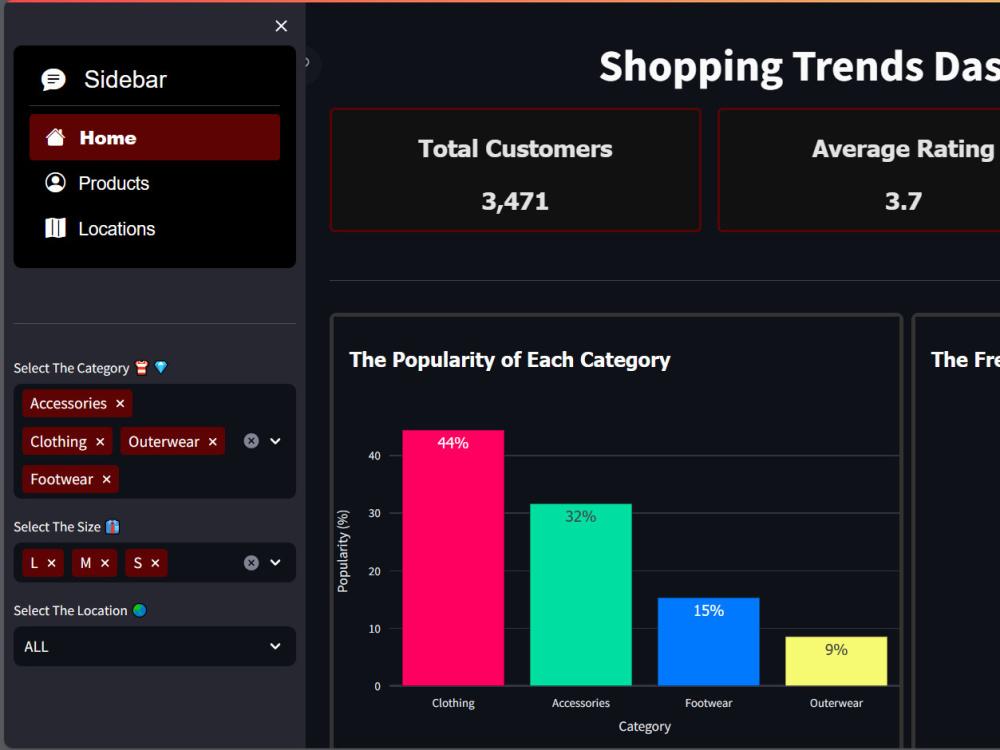 Sidebar
Home
Products
Locations
Select The Category
Accessories
Clothing Outerwear
Footwear
Select The Size
L M S
Select The Location
ALL
Shopping Trends Das
Total Customers
3,471
Average Rating
3.7
The Popularity of Each Category
44%
32%
15%
9%
40
30
20
10
0
Popularity (%)
Clothing Accessories Footwear Outerwear
Category
The Fre